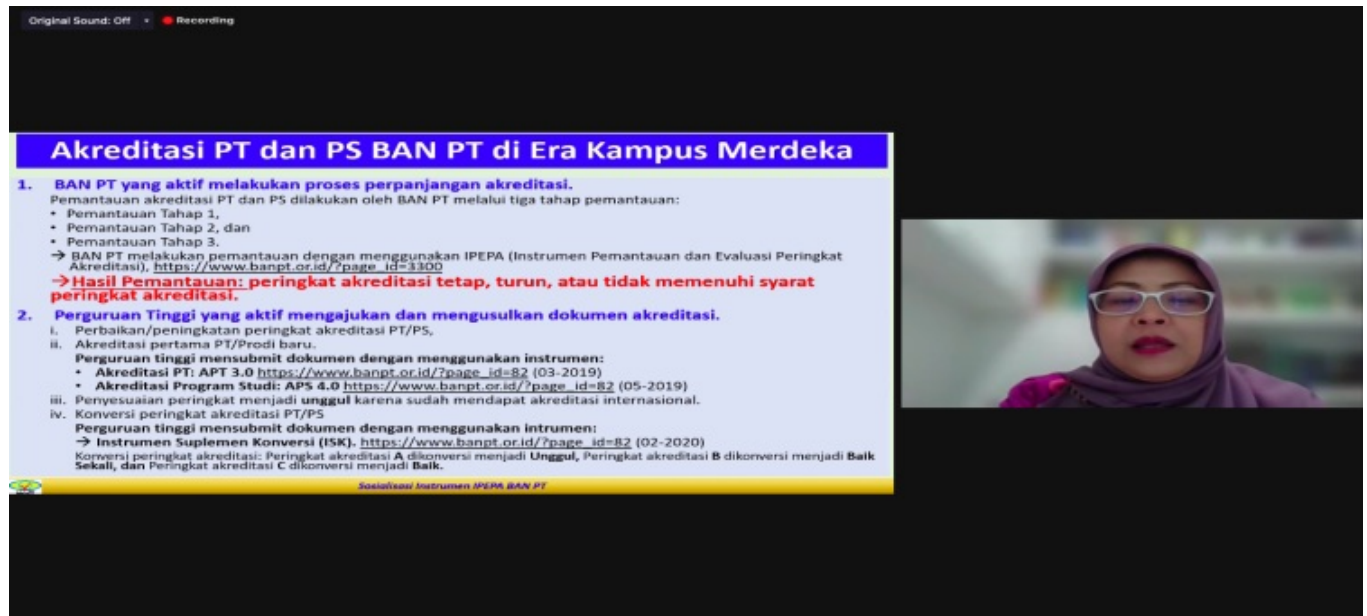 Original Sound: Off
Recording
Akreditasi PT dan PS BAN PT di Era Kampus Merdeka
1. BAN PT yang aktif melakukan proses perpanjangan akreditasi.
Pemantauan akreditasi PT dan PS dilakukan oleh BAN PT melalui tiga tahap pemantauan:
• Pemantauan Tahap 1,
• Pemantauan Tahap 2, dan
• Pemantauan Tahap 3.
→ BAN PT melakukan pemantauan dengan menggunakan IPEPA (Instrumen Pemantauan dan Evaluasi Peringkat
Akreditasi), https://www.banpt.or.id/?page_id=3300
→Hasil Pemantauan: peringkat akreditasi tetap, turun, atau tidak memenuhi syarat
peringkat akreditasi.
2. Perguruan Tinggi yang aktif mengajukan dan mengusulkan dokumen akreditasi.
i. Perbaikan/peningkatan peringkat akreditasi PT/PS,
ii. Akreditasi pertama PT/Prodi baru.
Perguruan tinggi mensubmit dokumen dengan menggunakan instrumen:
• Akreditasi PT: APT 3.0 https://www.banpt.or.id/?page_id=82 (03-2019)
• Akreditasi Program Studi: APS 4.0 https://www.banpt.or.id/?page_id=82 (05-2019)
iii. Penyesuaian peringkat menjadi unggul karena sudah mendapat akreditasi internasional.
iv. Konversi peringkat akreditasi PT/PS
Perguruan tinggi mensubmit dokumen dengan menggunakan intrumen:
→ Instrumen Suplemen Konversi (ISK). https://www.banpt.or.id/?page_id=82 (02-2020)
Konversi peringkat akreditasi: Peringkat akreditasi A dikonversi menjadi Unggul, Peringkat akreditasi B dikonversi menjadi Baik
Sekali, dan Peringkat akreditasi C dikonversi menjadi Baik.
Sosialisasi Instrumen IPEPA BAN PT